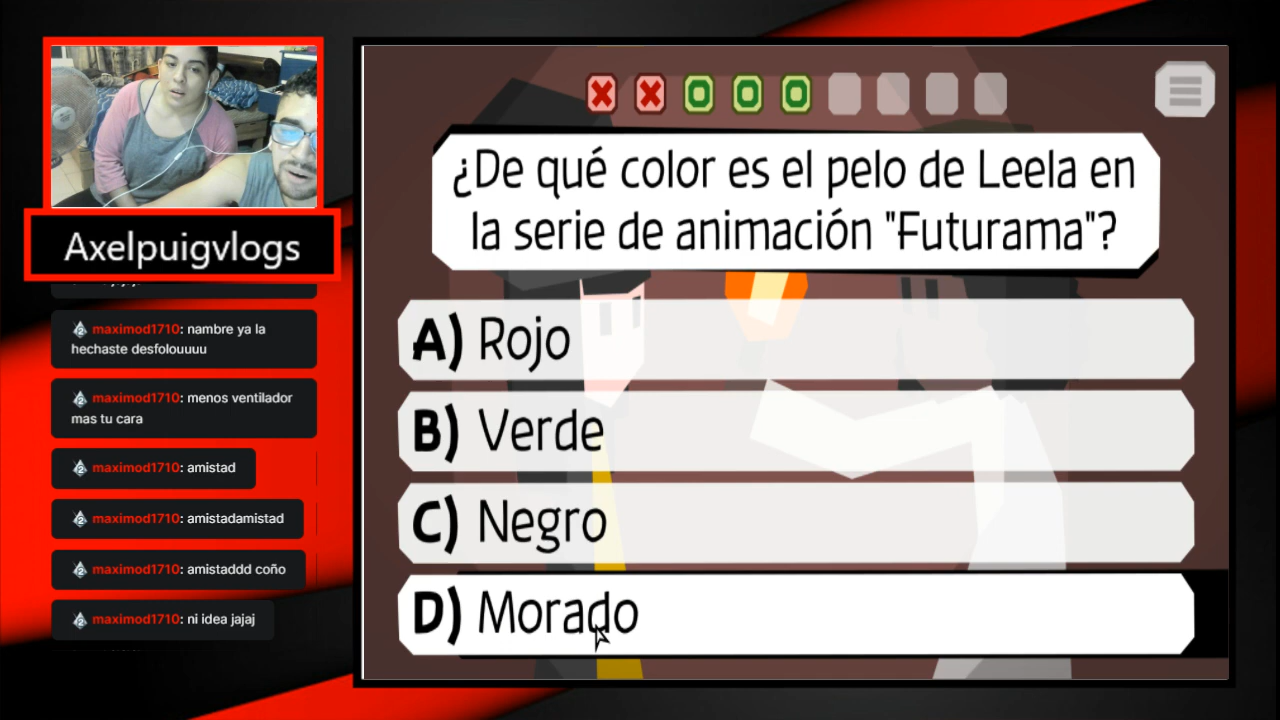 Axelpuigvlogs
maximod1710: nambre ya la
hechaste desfolouuuu
maximod1710: menos ventilador
mas tu cara
maximod1710: amistad
maximod1710: amistadamistad
maximod1710: amistaddd coño
maximod1710: ni idea jajaj
¿De qué color es el pelo de Leela en
la serie de animación "Futurama"?
A) Rojo
B) Verde
C) Negro
D) Morado